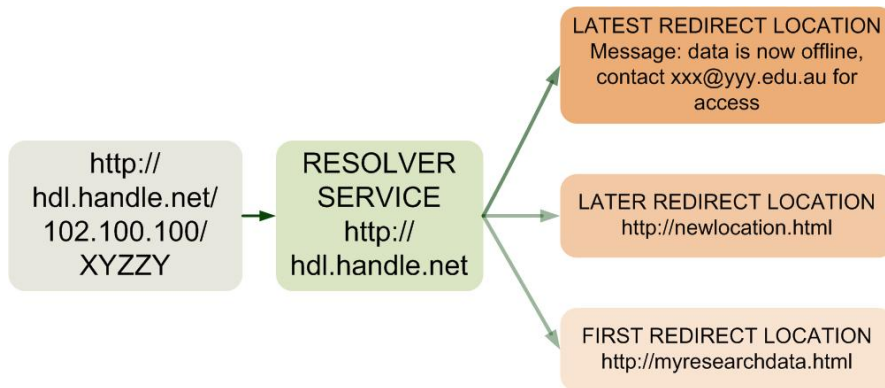 http://
hdl.handle.net/
102.100.100/
XYZZY
RESOLVER
SERVICE
http://
hdl.handle.net
LATEST REDIRECT LOCATION
Message: data is now offline,
contact xxx@yyy.edu.au for
access
LATER REDIRECT LOCATION
http://newlocation.html
FIRST REDIRECT LOCATION
http://myresearchdata.html